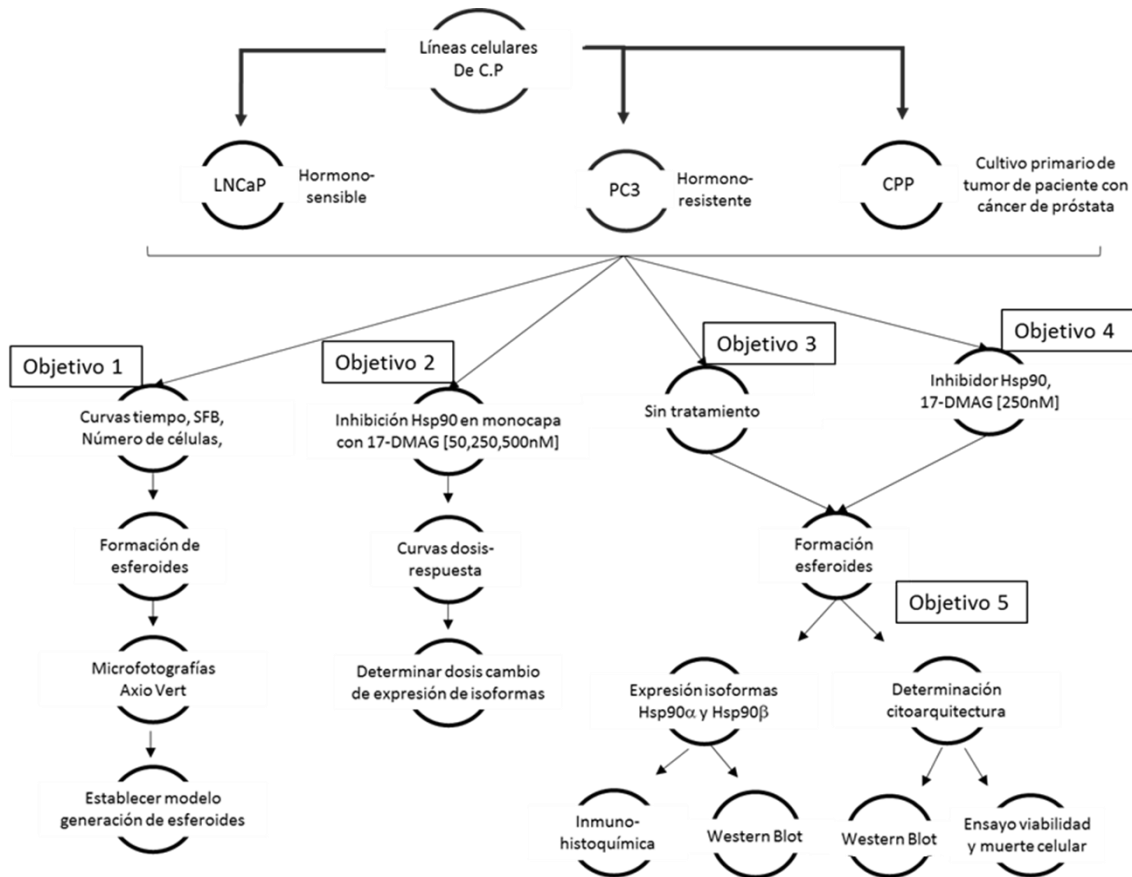 Líneas celulares
De C.P
LNCaP
Hormono-
sensible
PC3
Hormono-
resistente
CPP
Cultivo primario de
tumor de paciente con
cáncer de próstata
Objetivo 1
Objetivo 2
Objetivo 3
Objetivo 4
Curvas tiempo, SFB,
Número de células,
Inhibición Hsp90 en monocapa
con 17-DMAG [50,250,500nM]
Sin tratamiento
Inhibidor Hsp90,
17-DMAG [250nM]
Formación de
esferoides
Curvas dosis-
respuesta
Formación
esferoides
Objetivo 5
Microfotografías
Axio Vert
Determinar dosis cambio
de expresión de isoformas
Expresión isoformas
Hsp90α y Hsp90β
Determinación
citoarquitectura
Establecer modelo
generación de esferoides
Inmuno-
histoquímica
Western Blot
Western Blot
Ensayo viabilidad
y muerte celular